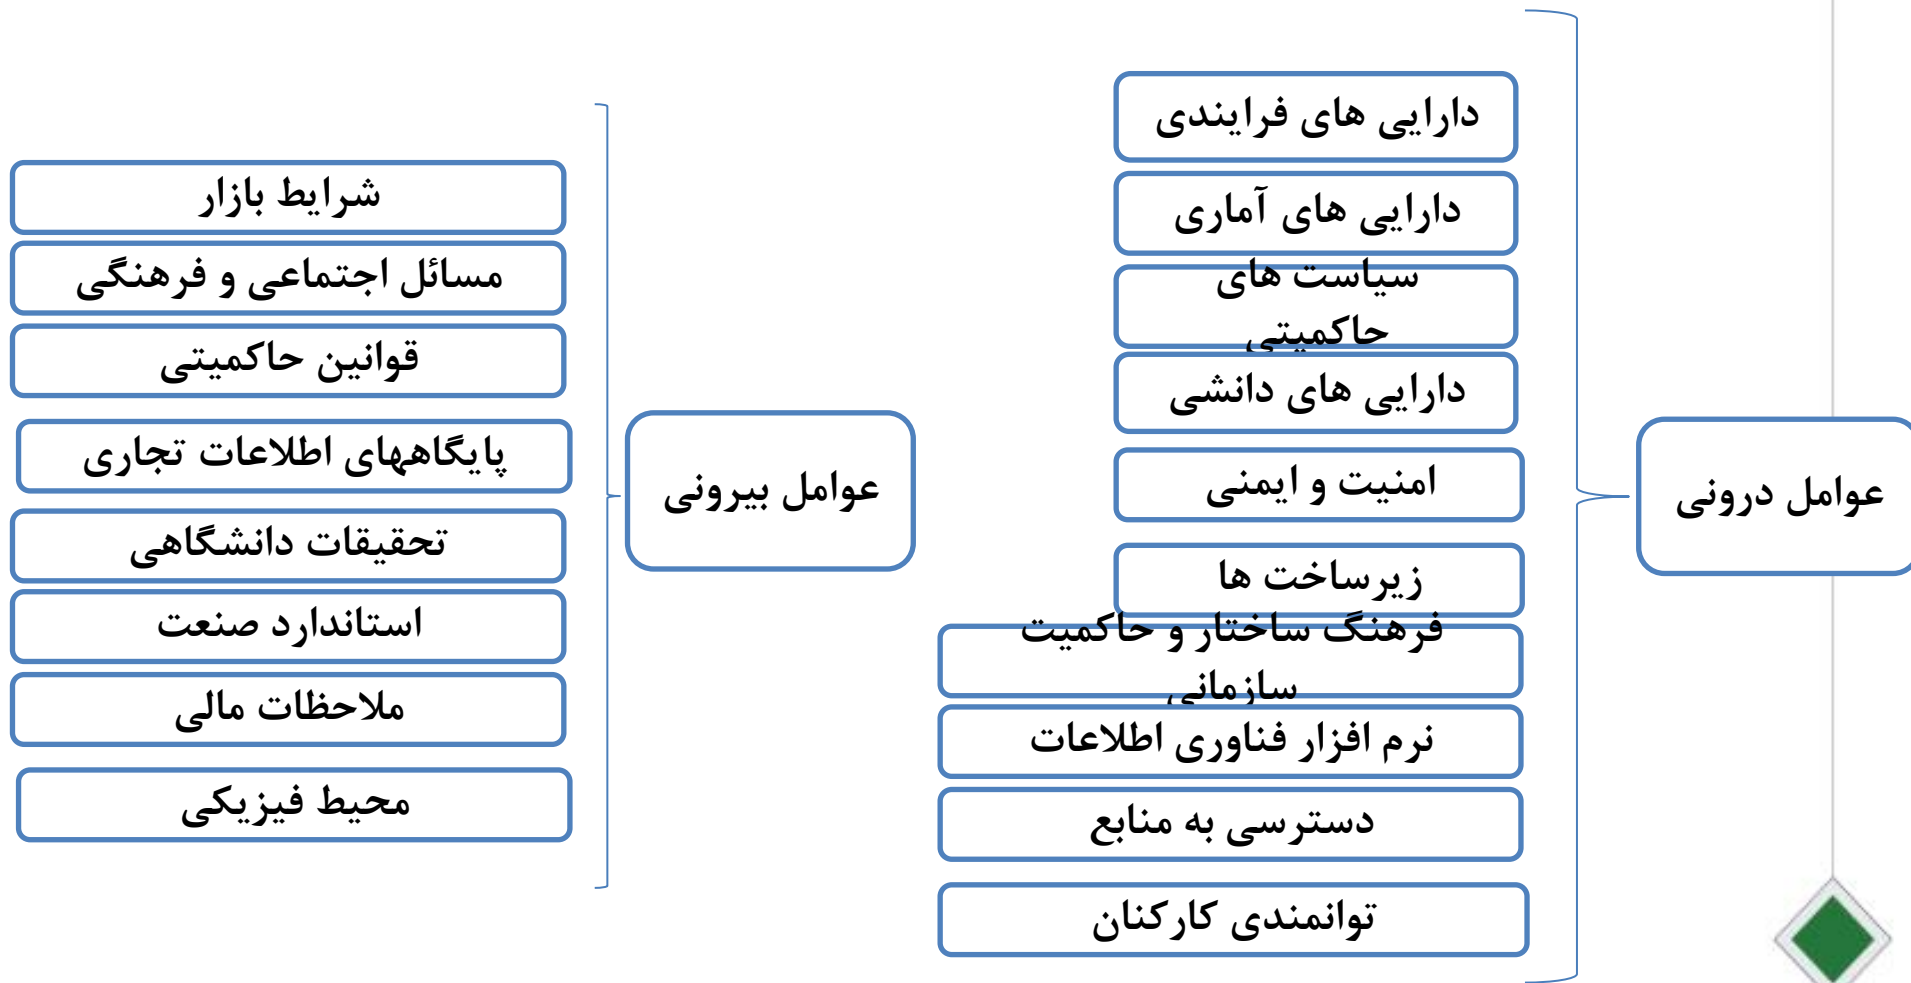 عوامل درونی
دارایی های فرایندی
دارایی های آماری
سیاست های
حاکمیتی
دارایی های دانشی
امنیت و ایمنی
زیرساخت ها
فرهنگ ساختار و حاکمیت
سازمانی
نرم افزار فناوری اطلاعات
دسترسی به منابع
توانمندی کارکنان
عوامل بیرونی
شرایط بازار
مسائل اجتماعی و فرهنگی
قوانین حاکمیتی
پایگاههای اطلاعات تجاری
تحقیقات دانشگاهی
استاندارد صنعت
ملاحظات مالی
محیط فیزیکی